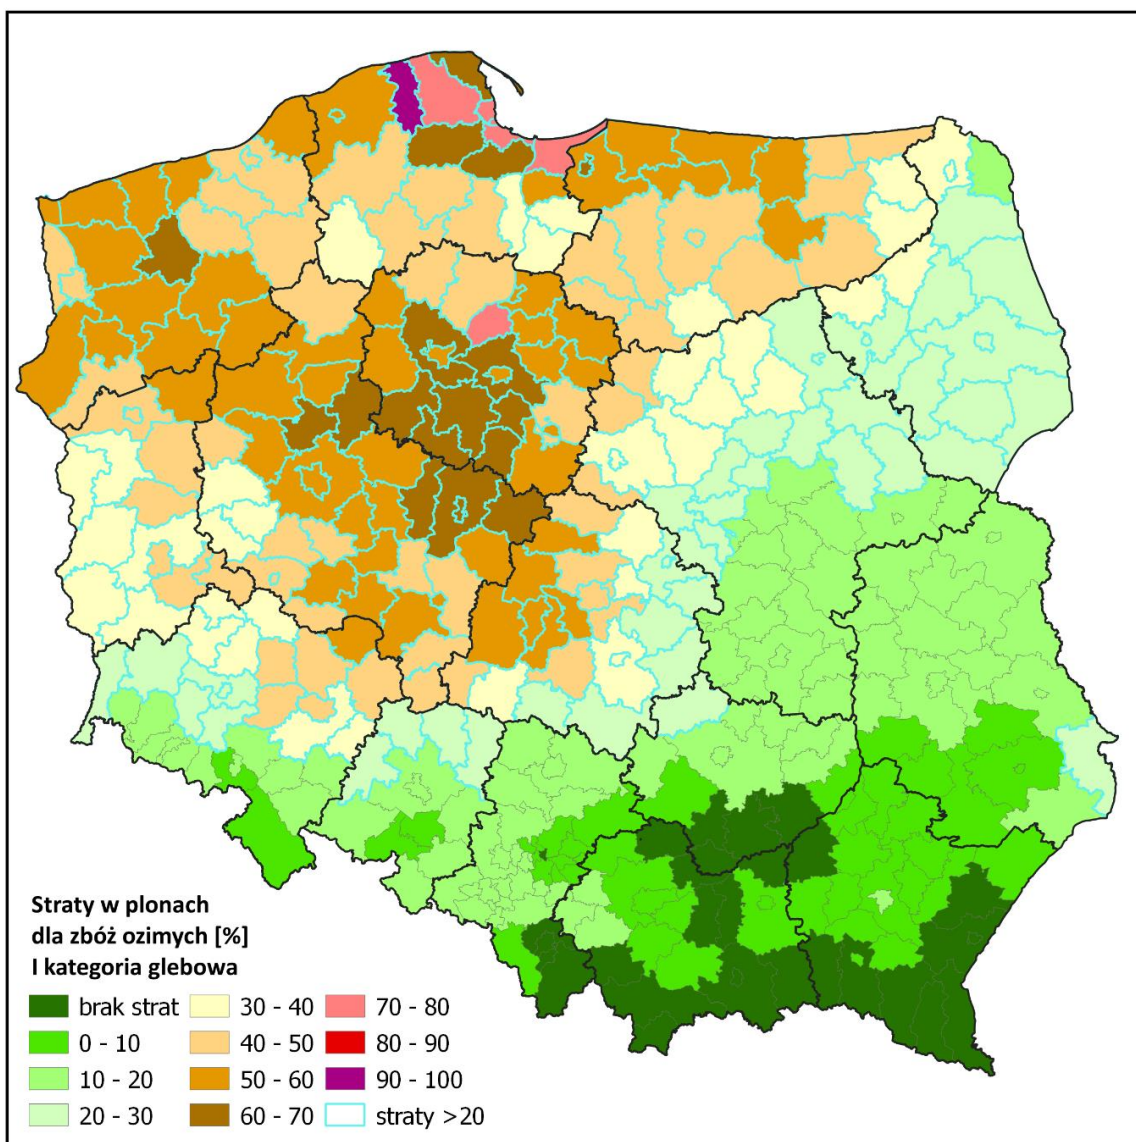 Straty w plonach
dla zbóż ozimych [%]
I kategoria glebowa
brak strat
0 - 10
10 - 20
20 - 30
30 - 40
40 - 50
50 - 60
60 - 70
70 - 80
80 - 90
90 - 100
straty >20